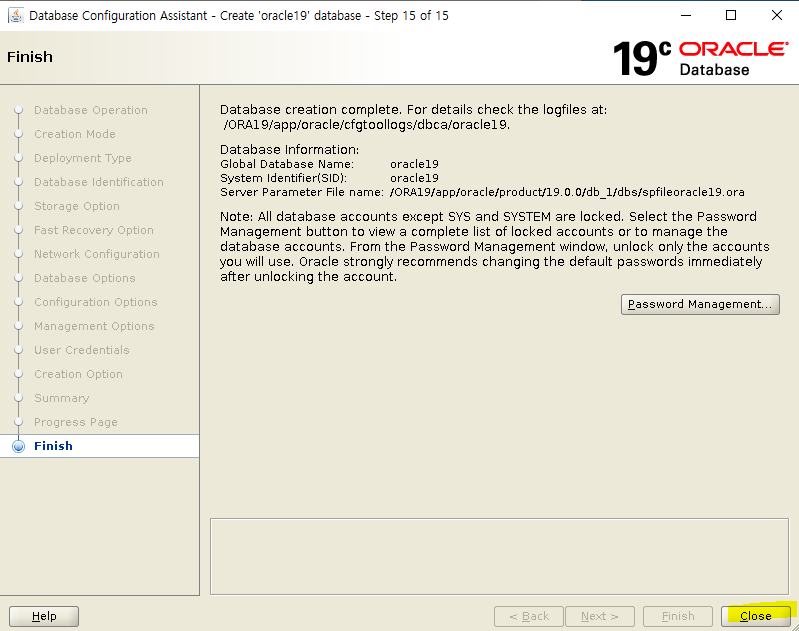 Database Configuration Assistant - Create 'oracle19' database - Step 15 of 15
Finish
19c ORACLE
Database
Database Operation
Creation Mode
Deployment Type
Database Identification
Storage Option
Fast Recovery Option
Network Configuration
Database Options
Configuration Options
Management Options
User Credentials
Creation Option
Summary
Progress Page
Finish
Database creation complete. For details check the logfiles at:
/ORA19/app/oracle/cfgtoollogs/dbca/oracle19.
Database Information:
Global Database Name: oracle19
System Identifier(SID): oracle19
Server Parameter File name: /ORA19/app/oracle/product/19.0.0/db_1/dbs/spfileoracle19.ora
Note: All database accounts except SYS and SYSTEM are locked. Select the Password
Management button to view a complete list of locked accounts or to manage the
database accounts. From the Password Management window, unlock only the accounts
you will use. Oracle strongly recommends changing the default passwords immediately
after unlocking the account.
Password Management...
Help
< Back
Next >
Finish
Close